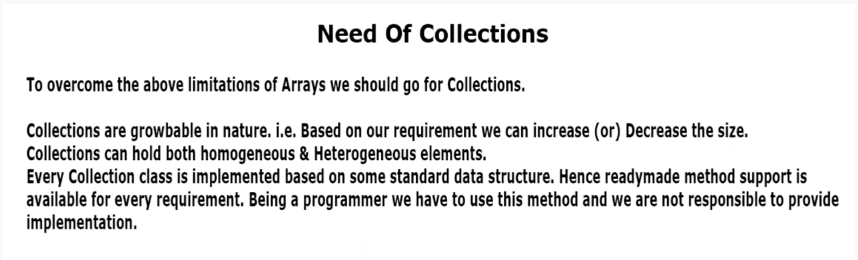 Need Of Collections
To overcome the above limitations of Arrays we should go for Collections.
Collections are growbable in nature. i.e. Based on our requirement we can increase (or) Decrease the size.
Collections can hold both homogeneous & Heterogeneous elements.
Every Collection class is implemented based on some standard data structure. Hence readymade method support is
available for every requirement. Being a programmer we have to use this method and we are not responsible to provide
implementation.